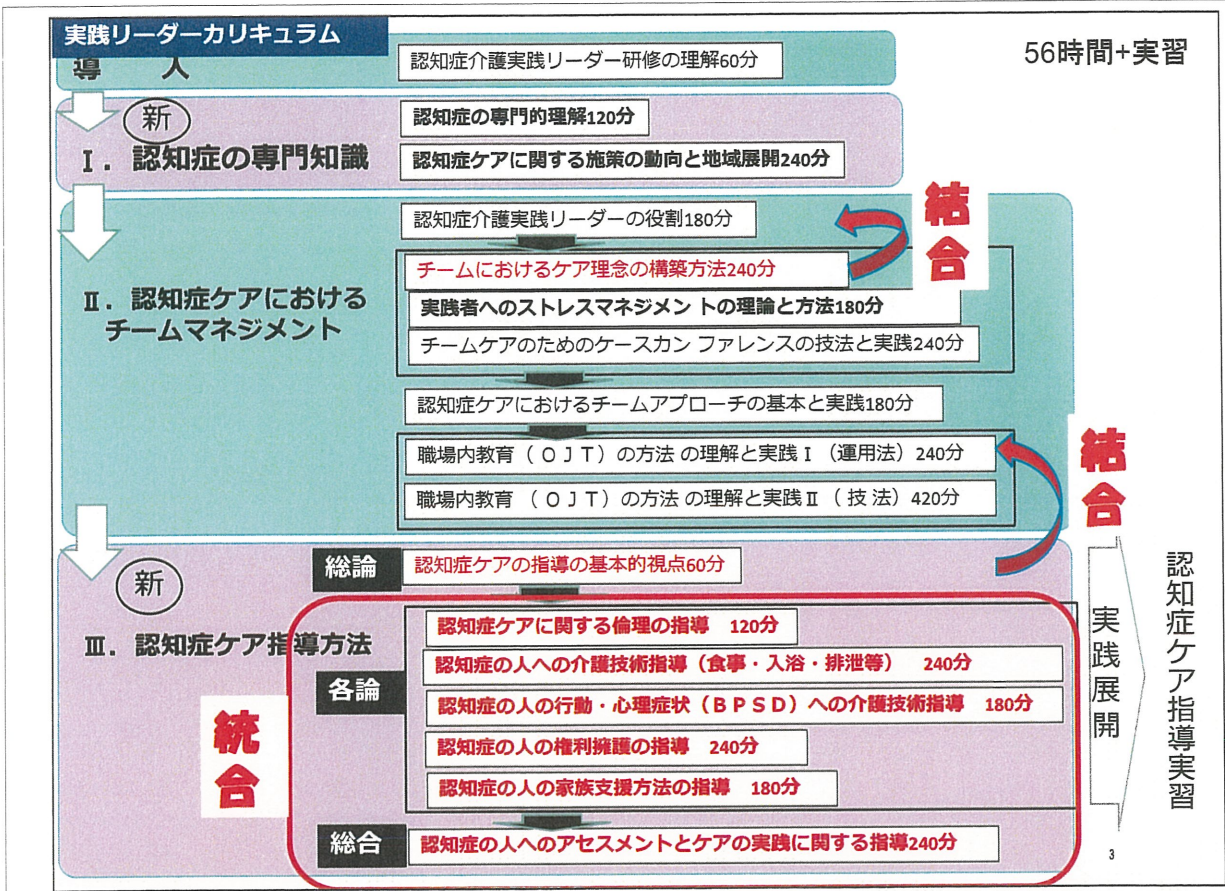 実践リーダーカリキュラム
56時間+実習
導 入
認知症介護実践リーダー研修の理解60分
新
Ⅰ. 認知症の専門知識
認知症の専門的理解120分
認知症ケアに関する施策の動向と地域展開240分
結合
認知症介護実践リーダーの役割180分
Ⅱ. 認知症ケアにおける
チームマネジメント
チームにおけるケア理念の構築方法240分
実践者へのストレスマネジメン トの理論と方法180分
チームケアのためのケースカン ファレンスの技法と実践240分
認知症ケアにおけるチームアプローチの基本と実践180分
職場内教育（ＯＪＴ）の方法 の理解と実践Ⅰ（運用法）240分
職場内教育 （ＯＪＴ）の方法 の理解と実践Ⅱ（ 技 法）420分
結合
新
Ⅲ. 認知症ケア指導方法
総論
認知症ケアの指導の基本的視点60分
各論
認知症ケアに関する倫理の指導 120分
認知症の人への介護技術指導（食事・入浴・排泄等） 240分
認知症の人の行動・心理症状（ＢＰＳＤ）への介護技術指導 180分
認知症の人の権利擁護の指導 240分
認知症の人の家族支援方法の指導 180分
統合
総合
認知症の人へのアセスメントとケアの実践に関する指導240分
実践展開
認知症ケア指導実習
3